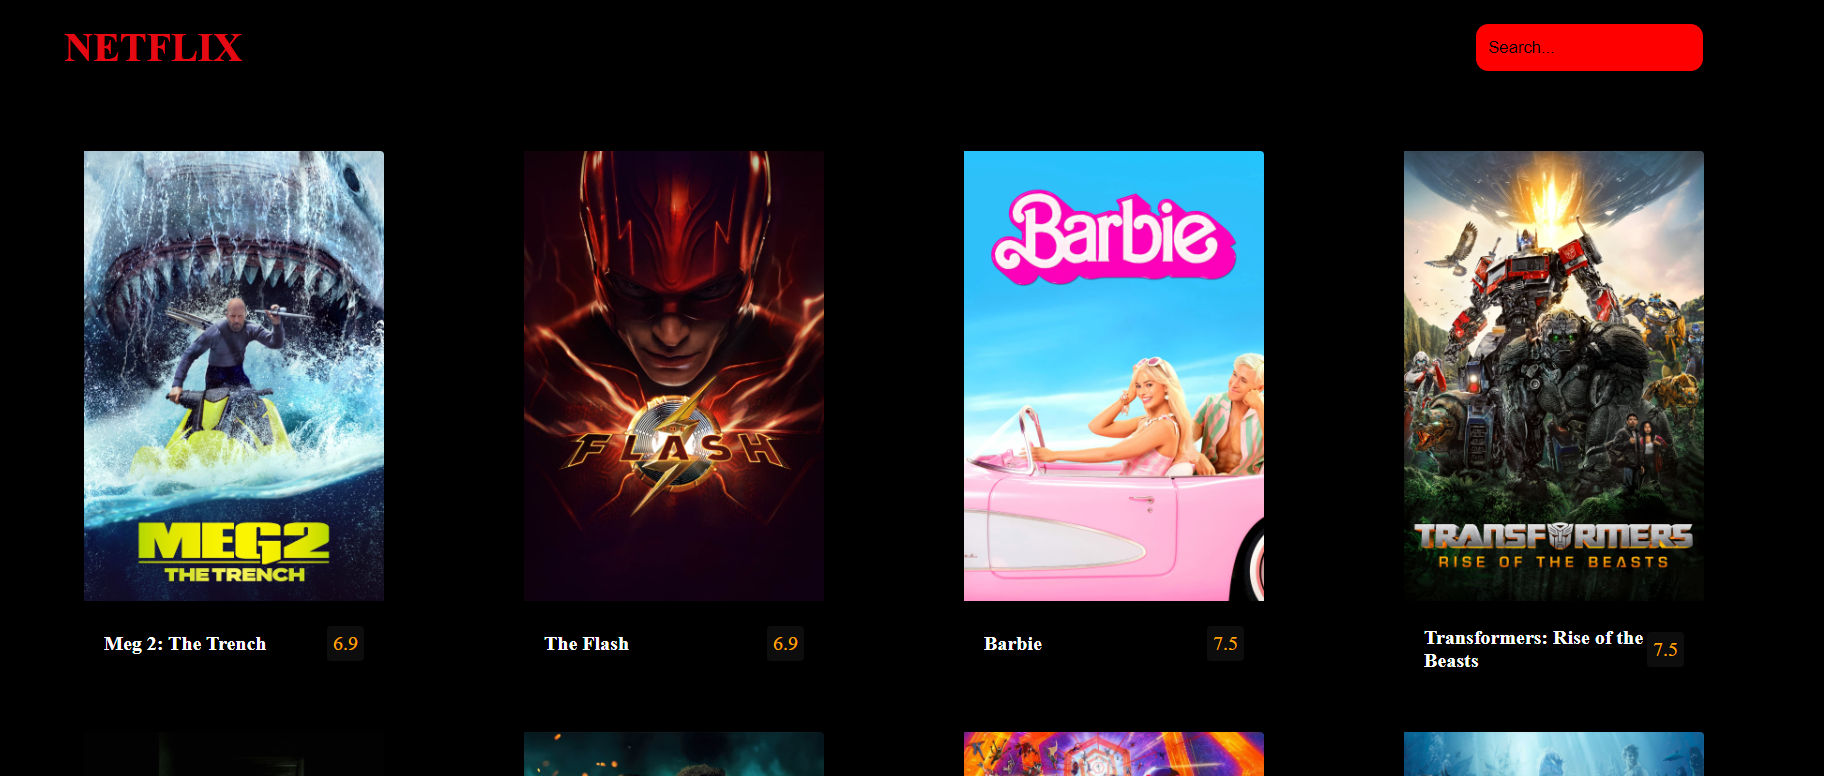 NETFLIX
Search...
MEG2
THE TRENCH
FLASH
Barbie
TRANSFORMERS
RISE OF THE BEASTS
Meg 2: The Trench
6.9
The Flash
6.9
Barbie
7.5
Transformers: Rise of the
Beasts
7.5